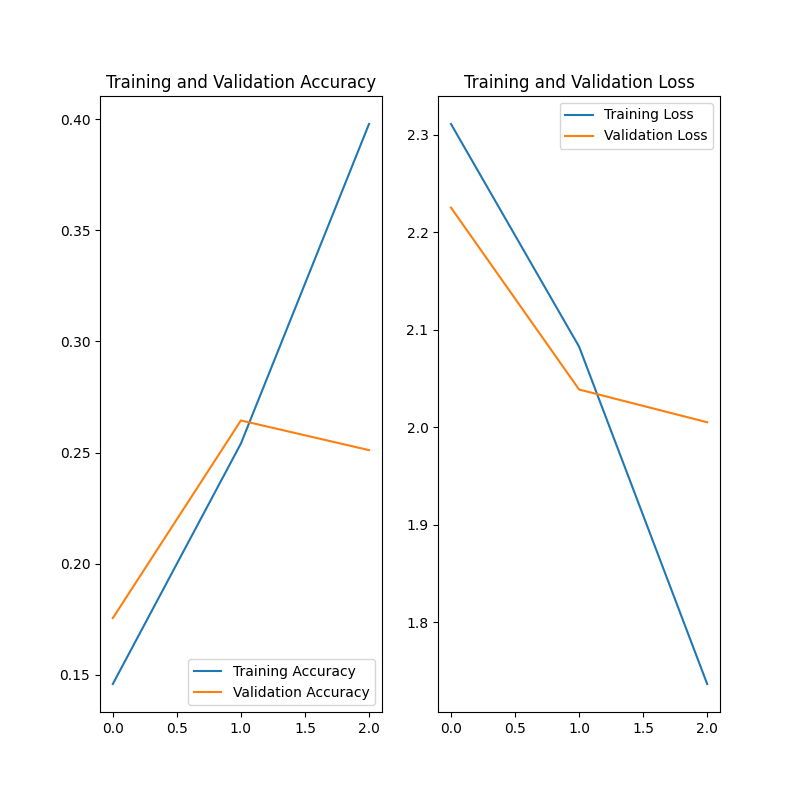 Training and Validation Accuracy
0.40
0.35
0.30
0.25
0.20
0.15
Training Accuracy
Validation Accuracy
0.0 0.5 1.0 1.5 2.0
Training and Validation Loss
Training Loss
Validation Loss
2.3
2.2
2.1
2.0
1.9
1.8
0.0 0.5 1.0 1.5 2.0